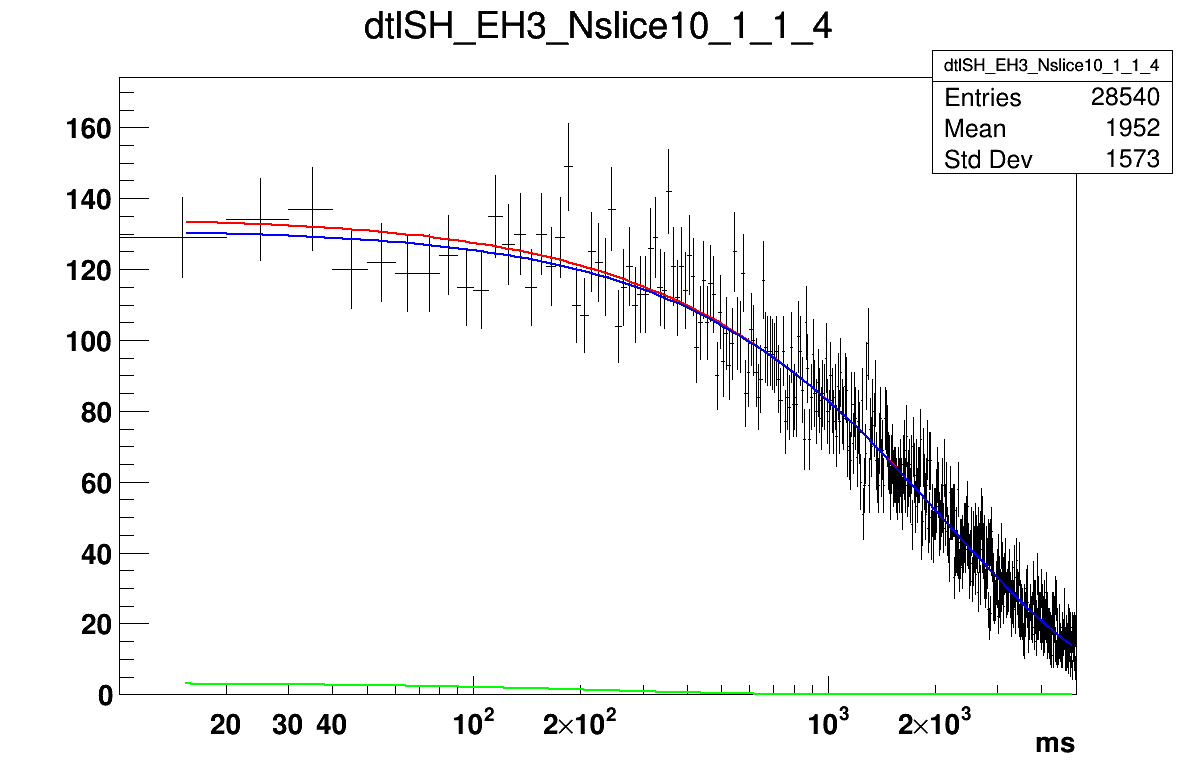 dtlSH_EH3_Nslice10_1_1_4
dtlSH_EH3_Nslice10_1_1_4
Entries 28540
Mean 1952
Std Dev 1573
160
140
120
100
80
60
40
20
0
20 30 40 10² 2×10² 10³ 2×10³
ms